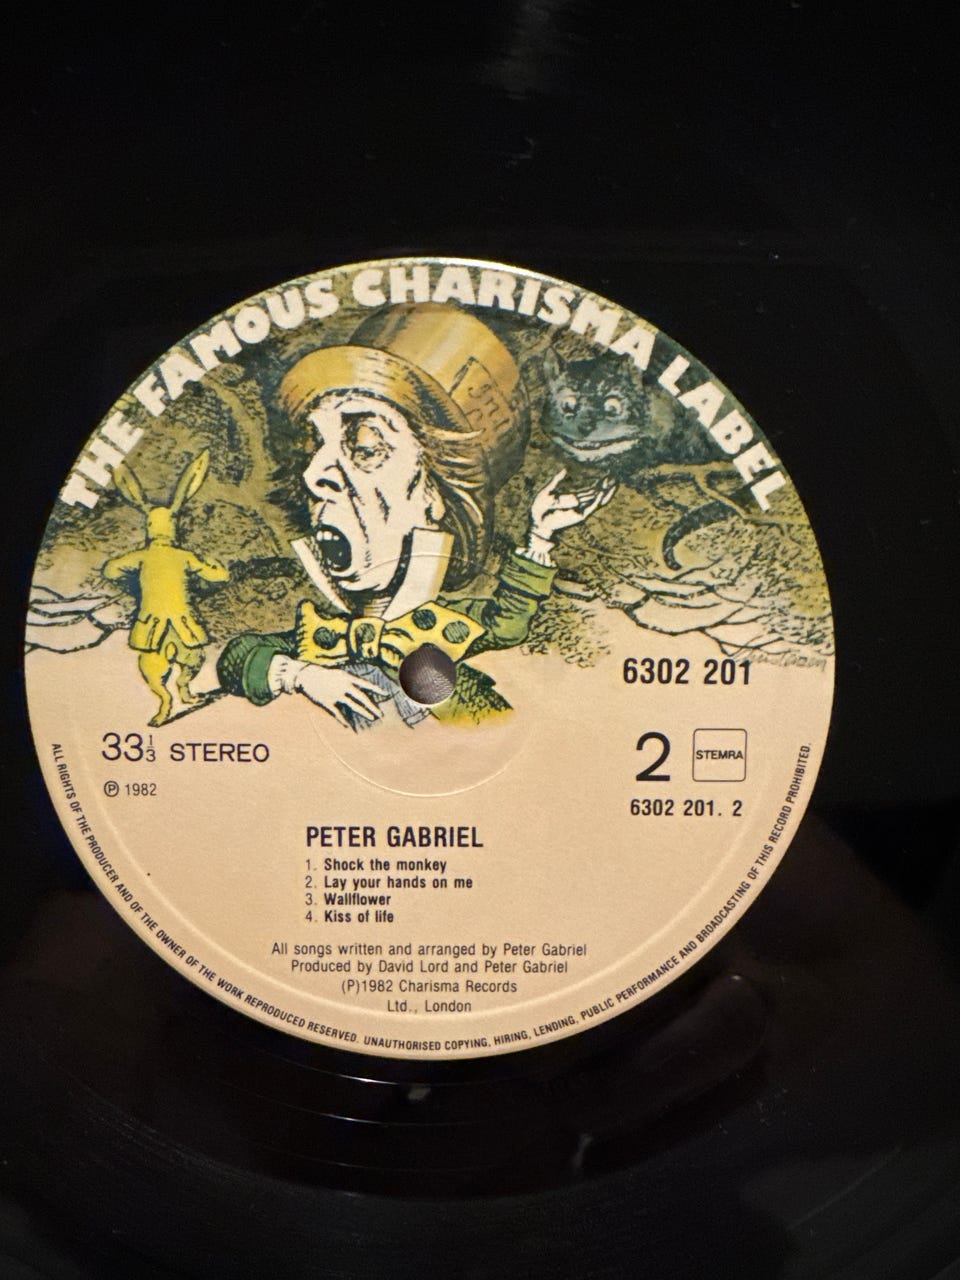 THE FAMOUS CHARISMA LABEL
6302 201
33 1/3 STEREO
2
STEMRA
℗ 1982
6302 201. 2
PETER GABRIEL
1. Shock the monkey
2. Lay your hands on me
3. Wallflower
4. Kiss of life
All songs written and arranged by Peter Gabriel
Produced by David Lord and Peter Gabriel
(P)1982 Charisma Records
Ltd., London
ALL RIGHTS OF THE PRODUCER AND OF THE OWNER OF THE WORK REPRODUCED RESERVED. UNAUTHORISED COPYING, HIRING, LENDING, PUBLIC PERFORMANCE AND BROADCASTING OF THIS RECORD PROHIBITED.